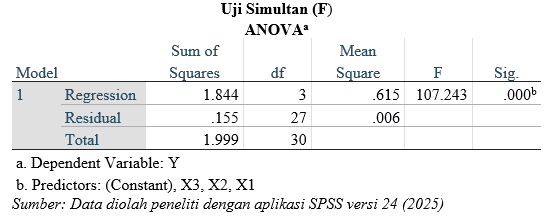 Uji Simultan (F)
ANOVAᵃ
Model Sum of Squares df Mean Square F Sig.
1 Regression 1.844 3 .615 107.243 .000ᵇ
Residual .155 27 .006
Total 1.999 30
a. Dependent Variable: Y
b. Predictors: (Constant), X3, X2, X1
Sumber: Data diolah peneliti dengan aplikasi SPSS versi 24 (2025)